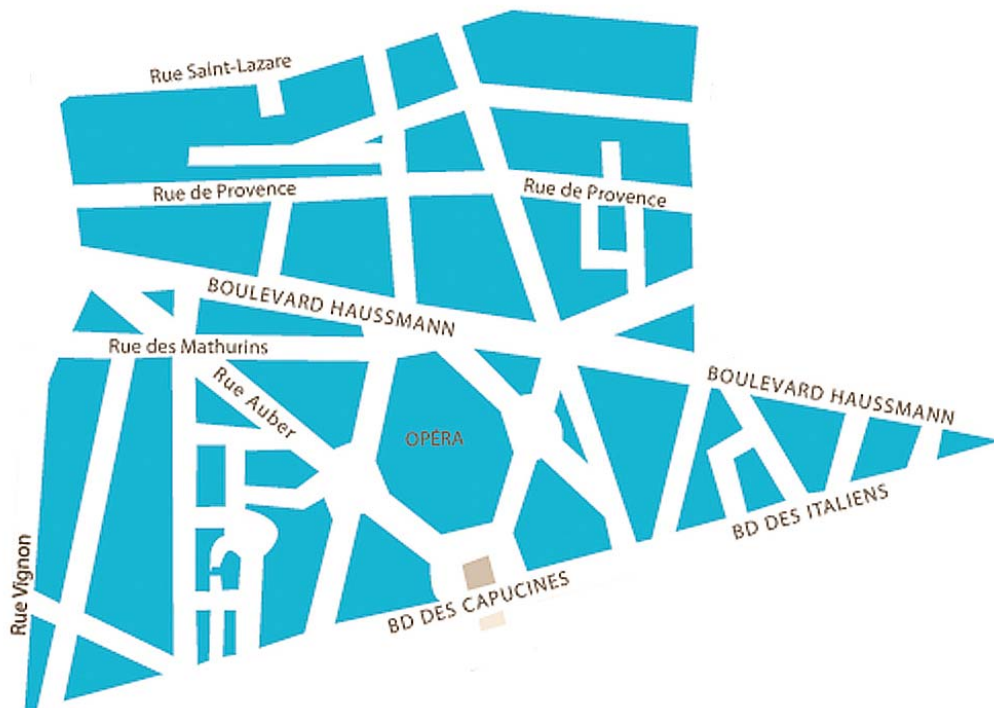 Rue Saint-Lazare
Rue de Provence
Rue de Provence
BOULEVARD HAUSSMANN
Rue des Mathurins
Rue Auber
BOULEVARD HAUSSMANN
OPÉRA
BD DES ITALIENS
Rue Vignon
BD DES CAPUCINES